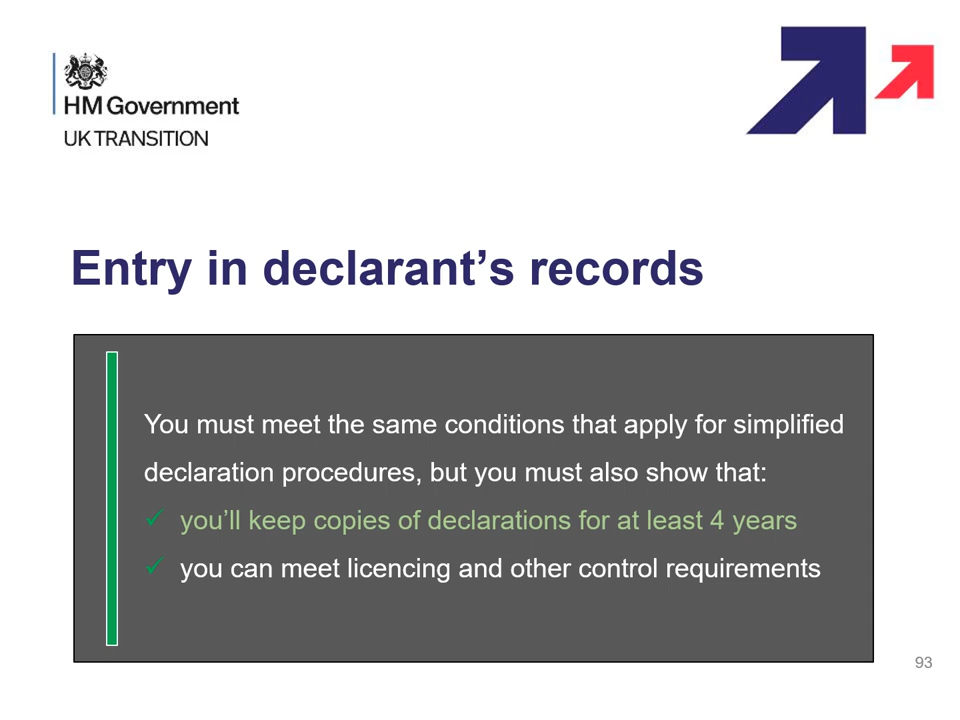 HM Government
UK TRANSITION
Entry in declarant’s records
You must meet the same conditions that apply for simplified
declaration procedures, but you must also show that:
✓ you’ll keep copies of declarations for at least 4 years
✓ you can meet licencing and other control requirements
93